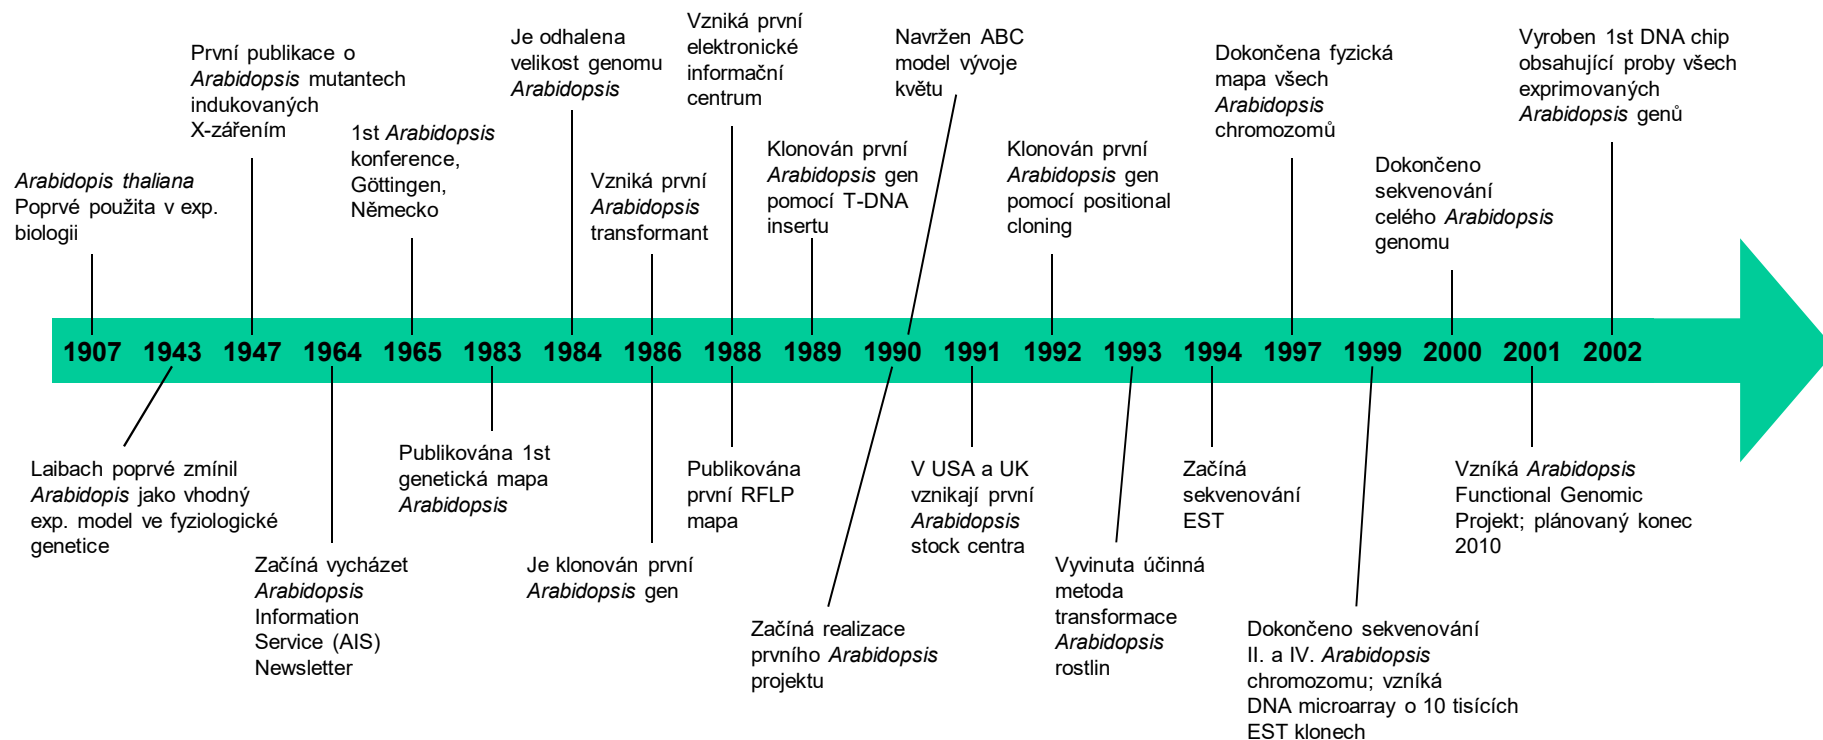 Arabidopis thaliana
Poprvé použita v exp.
biologii
První publikace o
Arabidopsis mutantech
indukovaných
X-zářením
1st Arabidopsis
konference,
Göttingen,
Německo
Je odhalena
velikost genomu
Arabidopsis
Vzniká první
Arabidopsis
transformant
Vzniká první
elektronické
informační
centrum
Klonován první
Arabidopsis gen
pomocí T-DNA
insertu
Navržen ABC
model vývoje
květu
Klonován první
Arabidopsis gen
pomocí positional
cloning
Dokončena fyzická
mapa všech
Arabidopsis
chromozomů
Dokončeno
sekvenování
celého Arabidopsis
genomu
Vyroben 1st DNA chip
obsahující proby všech
exprimovaných
Arabidopsis genů
1907 1943 1947 1964 1965 1983 1984 1986 1988 1989 1990 1991 1992 1993 1994 1997 1999 2000 2001 2002
Laibach poprvé zmínil
Arabidopis jako vhodný
exp. model ve fyziologické
genetice
Začíná vycházet
Arabidopsis
Information
Service (AIS)
Newsletter
Publikována 1st
genetická mapa
Arabidopsis
Je klonován první
Arabidopsis gen
Publikována
první RFLP
mapa
Začíná realizace
prvního Arabidopsis
projektu
V USA a UK
vznikají první
Arabidopsis
stock centra
Vyvinuta účinná
metoda
transformace
Arabidopsis
rostlin
Začíná
sekvenování
EST
Dokončeno sekvenování
II. a IV. Arabidopsis
chromozomu; vzníká
DNA microarray o 10 tisících
EST klonech
Vzníká Arabidopsis
Functional Genomic
Projekt; plánovaný konec
2010